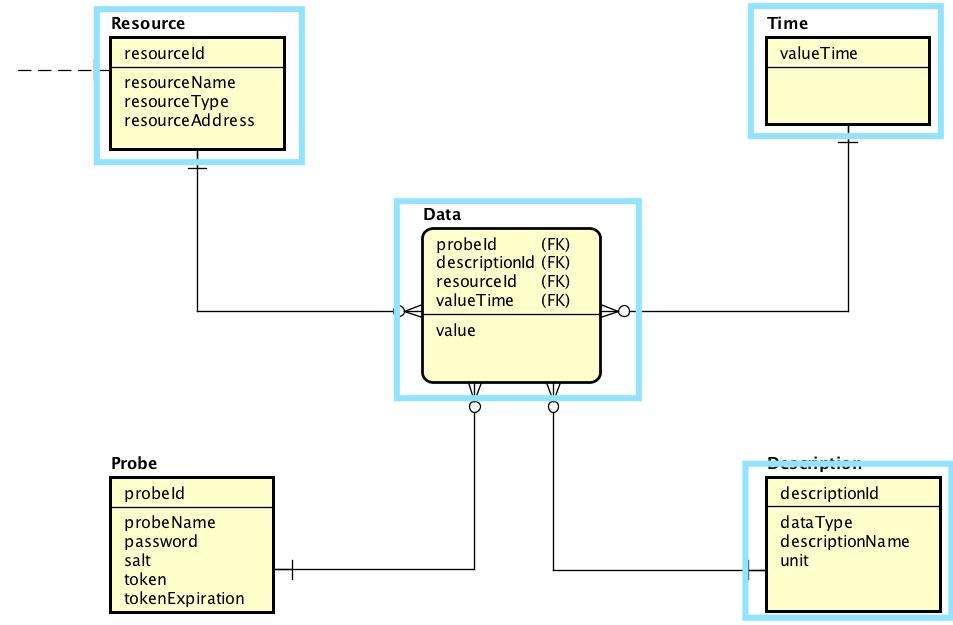 Resource
resourceId
resourceName
resourceType
resourceAddress
Time
valueTime
Data
probeId (FK)
descriptionId (FK)
resourceId (FK)
valueTime (FK)
value
Probe
probeId
probeName
password
salt
token
tokenExpiration
Description
descriptionId
dataType
descriptionName
unit